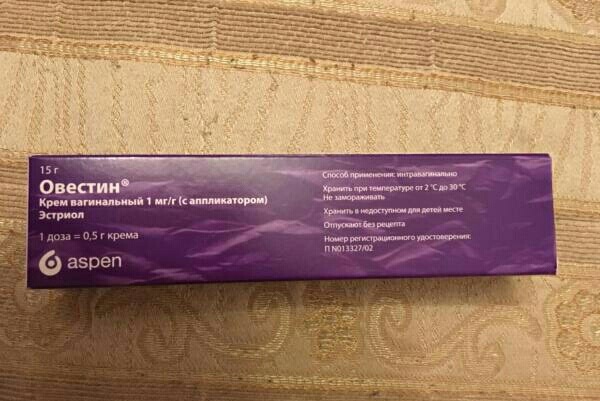 15 г
Овестин®
Крем вагинальный 1 мг/г (с аппликатором)
Эстриол
1 доза = 0,5 г крема
aspen
Способ применения: интравагинально
Хранить при температуре от 2 °C до 30 °C
Не замораживать
Хранить в недоступном для детей месте
Отпускают без рецепта
Номер регистрационного удостоверения:
П N013327/02